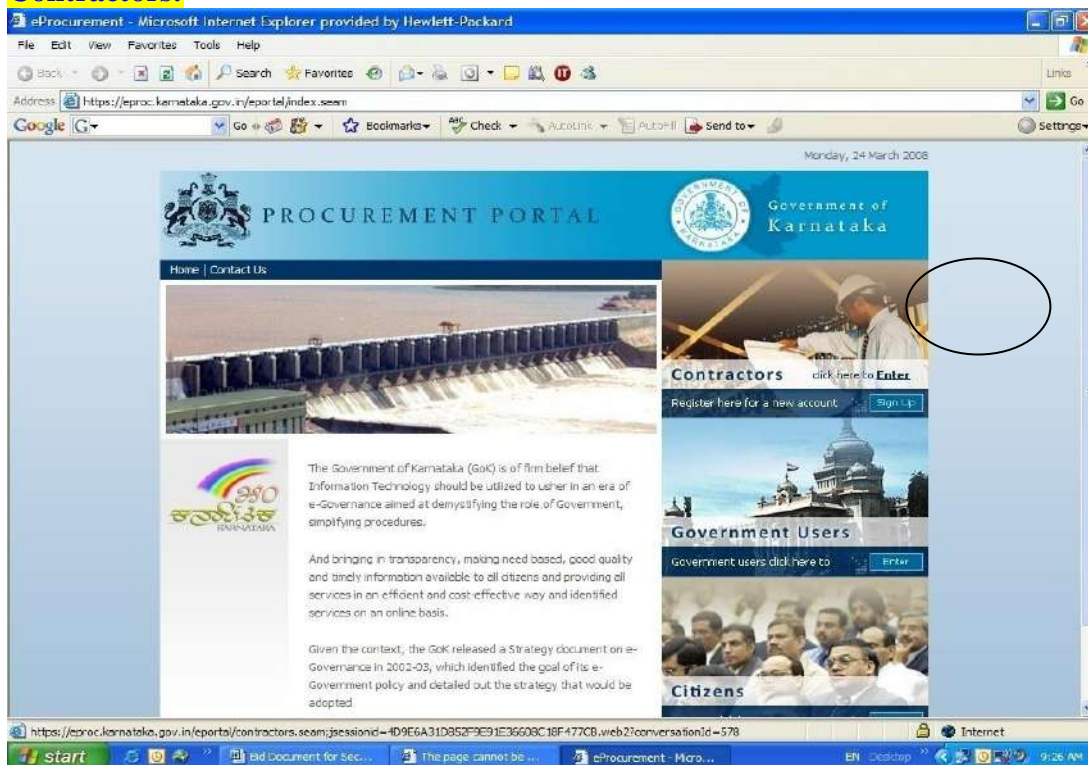 Contractors.
eProcurement - Microsoft Internet Explorer provided by Hewlett-Packard
File Edit View Favorites Tools Help
Back Search Favorites
Links
Address https://eproc.karnataka.gov.in/eportal/index.seam Go
Google G Go Bookmarks Check AutoLink AutoFill Send to Settings
Monday, 24 March 2008
PROCUREMENT PORTAL
GOVERNMENT OF KARNATAKA
Government of
Karnataka
Home | Contact Us
Contractors click here to Enter
Register here for a new account Sign Up
The Government of Karnataka (GoK) is of firm belief that
Information Technology should be utilized to usher in an era of
e-Governance aimed at demystifying the role of Government,
simplifying procedures.
KARNATAKA
Government Users
Government users click here to Enter
And bringing in transparency, making need based, good quality
and timely information available to all citizens and providing all
services in an efficient and cost-effective way and identified
services on an online basis.
Given the context, the GoK released a Strategy document on e-
Governance in 2002-03, which identified the goal of its e-
Government policy and detailed out the strategy that would be
adopted
Citizens
https://eproc.karnataka.gov.in/eportal/contractors.seam;jsessionid=4D9E6A31D852F9E91E36608C18F477CB.web2?conversationId=578 Internet
start Bid Document for Sec... The page cannot be ... eProcurement - Micro... EN Desktop 9:26 AM